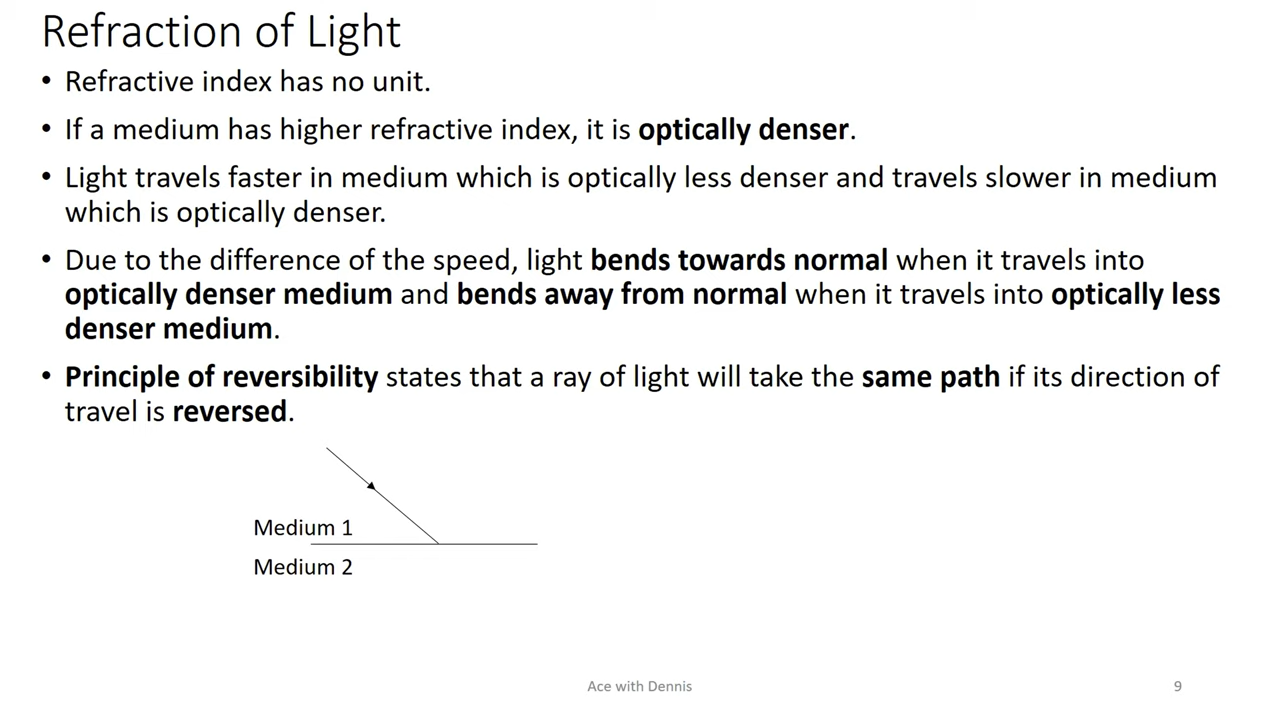 Refraction of Light
• Refractive index has no unit.
• If a medium has higher refractive index, it is optically denser.
• Light travels faster in medium which is optically less denser and travels slower in medium
which is optically denser.
• Due to the difference of the speed, light bends towards normal when it travels into
optically denser medium and bends away from normal when it travels into optically less
denser medium.
• Principle of reversibility states that a ray of light will take the same path if its direction of
travel is reversed.
Medium 1
Medium 2
Ace with Dennis
9